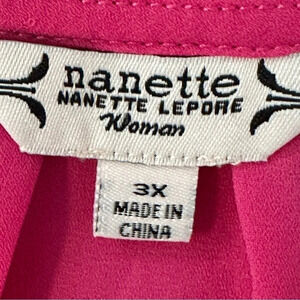 nanette
NANETTE LEPORE
Woman
3X
MADE IN
CHINA